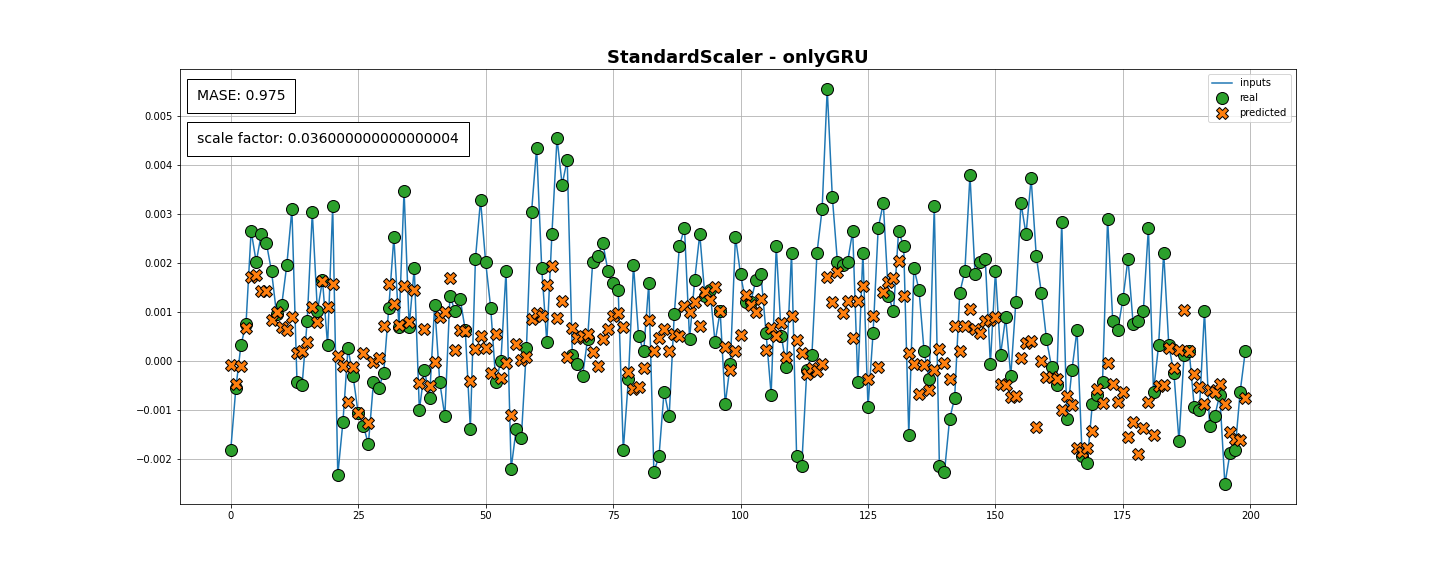 StandardScaler - onlyGRU
MASE: 0.975
scale factor: 0.036000000000000004
inputs
real
predicted
0.005
0.004
0.003
0.002
0.001
0.000
−0.001
−0.002
0 25 50 75 100 125 150 175 200